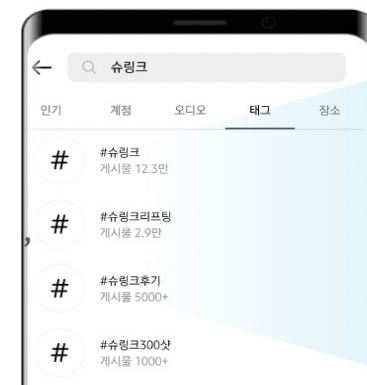 슈링크
인기 계정 오디오 태그 장소
#
#슈링크
게시물 12.3만
#
#슈링크리프팅
게시물 2.9만
#
#슈링크후기
게시물 5000+
#
#슈링크300샷
게시물 1000+